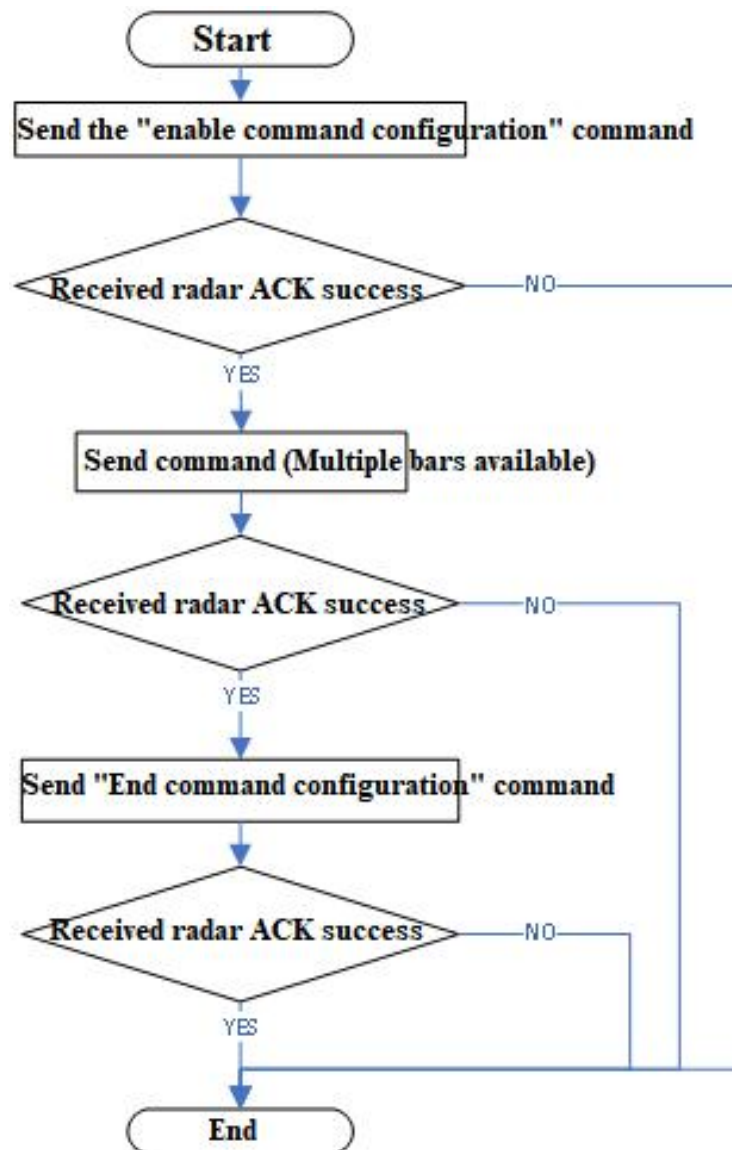 Start
Send the "enable command configuration" command
Received radar ACK success
NO
YES
Send command (Multiple bars available)
Received radar ACK success
NO
YES
Send "End command configuration" command
Received radar ACK success
NO
YES
End